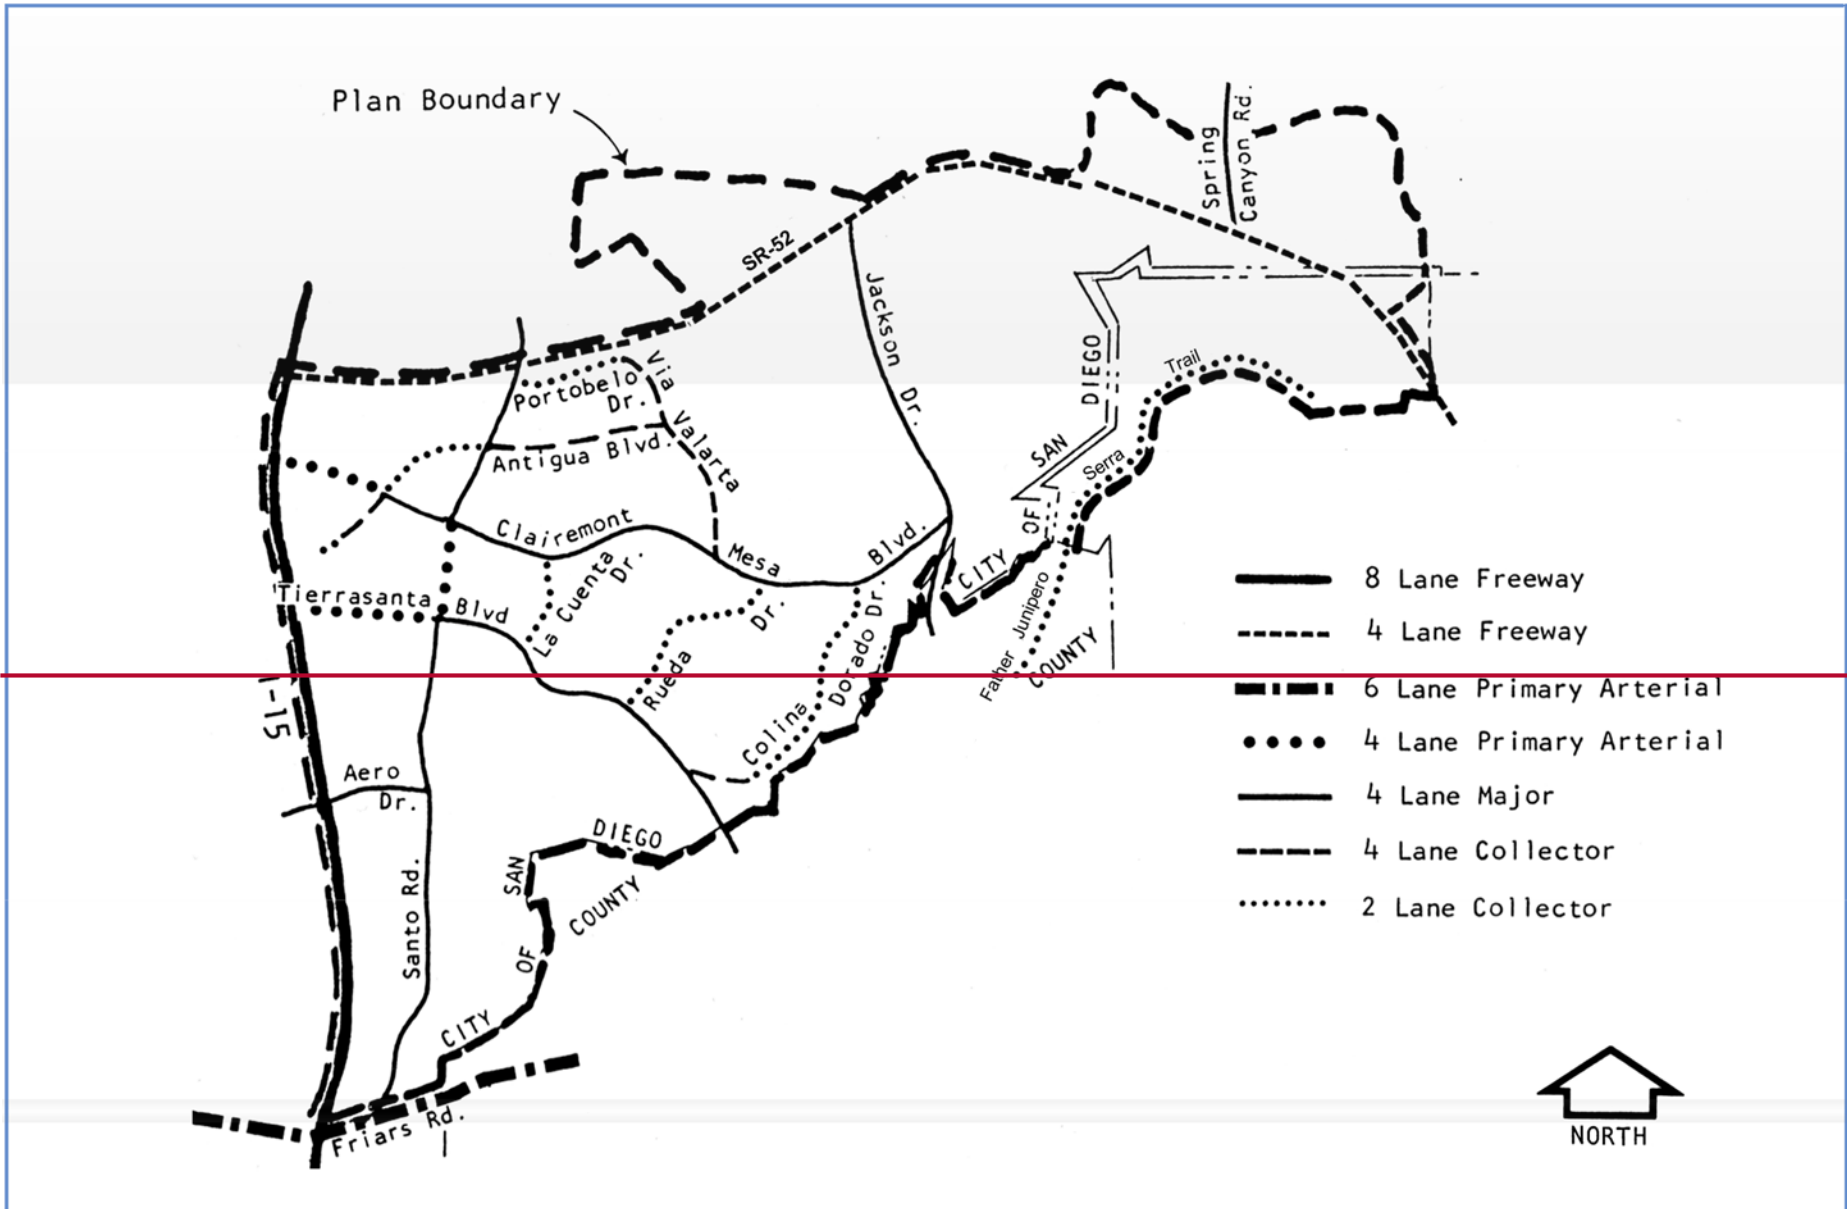 Plan Boundary
Spring
Canyon Rd.
SR-52
Jackson Dr.
Via Valarta
Portobelo
Dr.
Antigua Blvd.
Clairemont
Mesa
Blvd.
Tierrasanta
Blvd
La Cuenta
Dr.
Rueda
Dr.
Colina
Dorado Dr.
DIEGO
SAN
OF
CITY
COUNTY
Trail
Serra
Father Junipero
I-15
Aero
Dr.
Santo Rd.
DIEGO
SAN
OF
CITY
COUNTY
Friars Rd.
8 Lane Freeway
4 Lane Freeway
6 Lane Primary Arterial
4 Lane Primary Arterial
4 Lane Major
4 Lane Collector
2 Lane Collector
NORTH